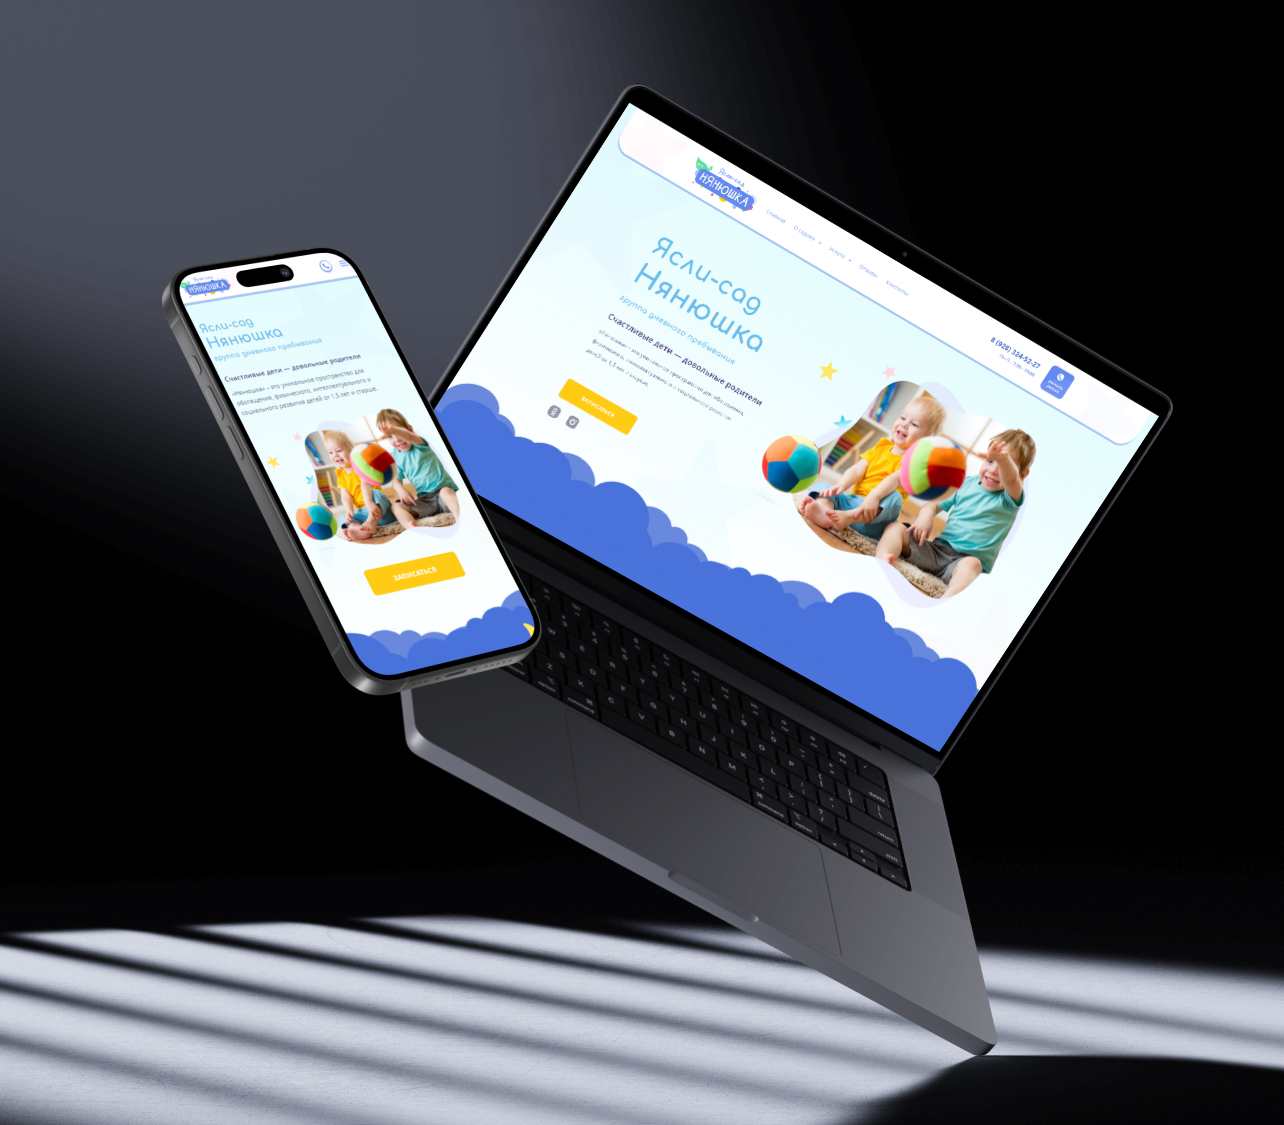 Ясли-сад
НЯНЮШКА
Ясли-сад
Нянюшка
группа дневного пребывания
Счастливые дети — довольные родители
«Нянюшка» - это уникальное пространство для
обогащения, физического, интеллектуального и
социального развития детей от 1,5 лет и старше.
ЗАПИСАТЬСЯ
Ясли-сад
НЯНЮШКА
Главная
О садике
Услуги
Отзывы
Контакты
8 (928) 324-52-27
Ясли-сад
Нянюшка
группа дневного пребывания
Счастливые дети — довольные родители
«Нянюшка» - это уникальное пространство для обогащения,
физического, интеллектуального и социального развития
детей от 1,5 лет и старше.
ЗАПИСАТЬСЯ